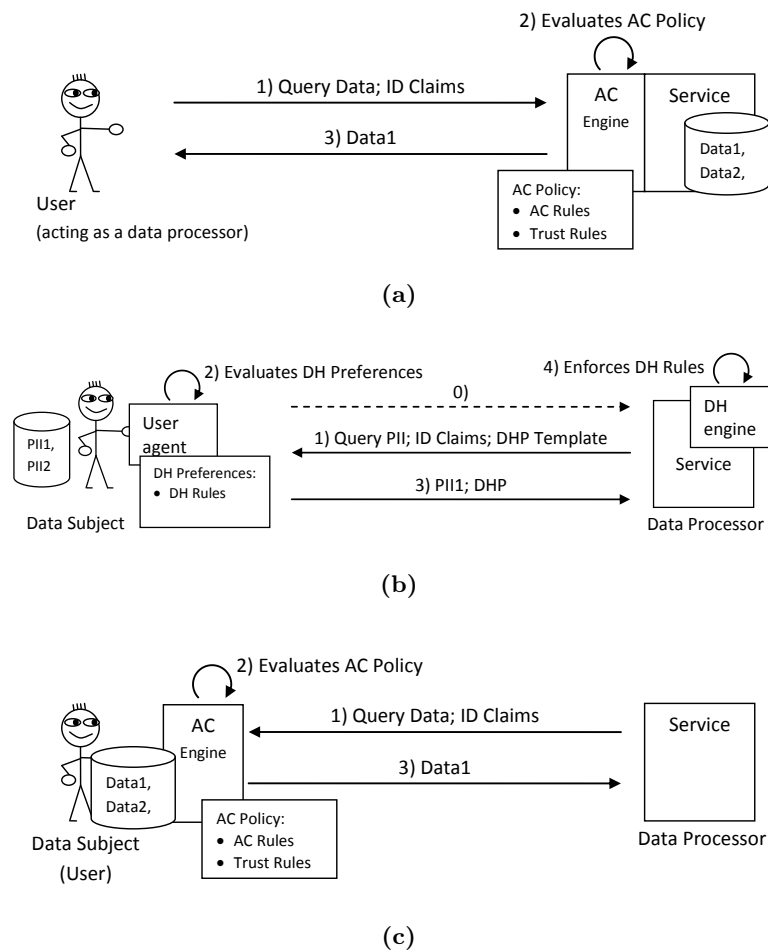 2) Evaluates AC Policy
1) Query Data; ID Claims
AC
Engine
Service
3) Data1
Data1,
Data2,
AC Policy:
• AC Rules
• Trust Rules
User
(acting as a data processor)
(a)
2) Evaluates DH Preferences
4) Enforces DH Rules
0)
DH
engine
PII1,
PII2
User
agent
1) Query PII; ID Claims; DHP Template
Service
DH Preferences:
• DH Rules
3) PII1; DHP
Data Subject
Data Processor
(b)
2) Evaluates AC Policy
AC
Engine
1) Query Data; ID Claims
Service
3) Data1
Data1,
Data2,
AC Policy:
• AC Rules
• Trust Rules
Data Subject
(User)
Data Processor
(c)